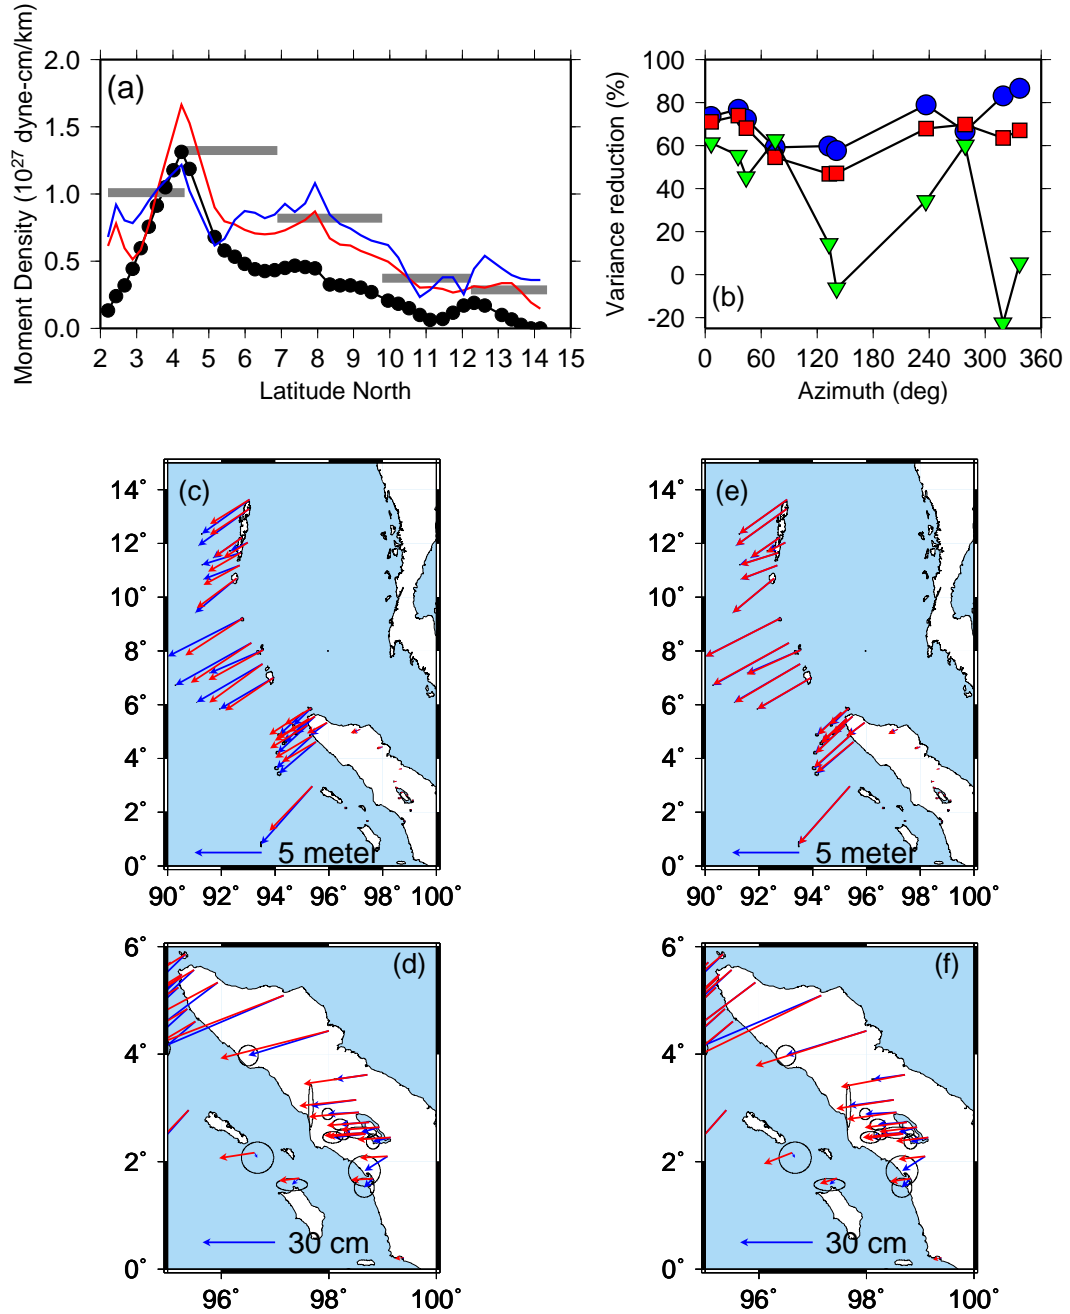 Moment Density (10^27 dyne-cm/km)
2.0
1.5
1.0
0.5
0.0
(a)
2 3 4 5 6 7 8 9 10 11 12 13 14 15
Latitude North
Variance reduction (%)
100
80
60
40
20
0
-20
(b)
0 60 120 180 240 300 360
Azimuth (deg)
14°
12°
10°
8°
6°
4°
2°
0°
(c)
5 meter
90° 92° 94° 96° 98° 100°
14°
12°
10°
8°
6°
4°
2°
0°
(e)
5 meter
90° 92° 94° 96° 98° 100°
6°
4°
2°
0°
(d)
30 cm
96° 98° 100°
6°
4°
2°
0°
(f)
30 cm
96° 98° 100°